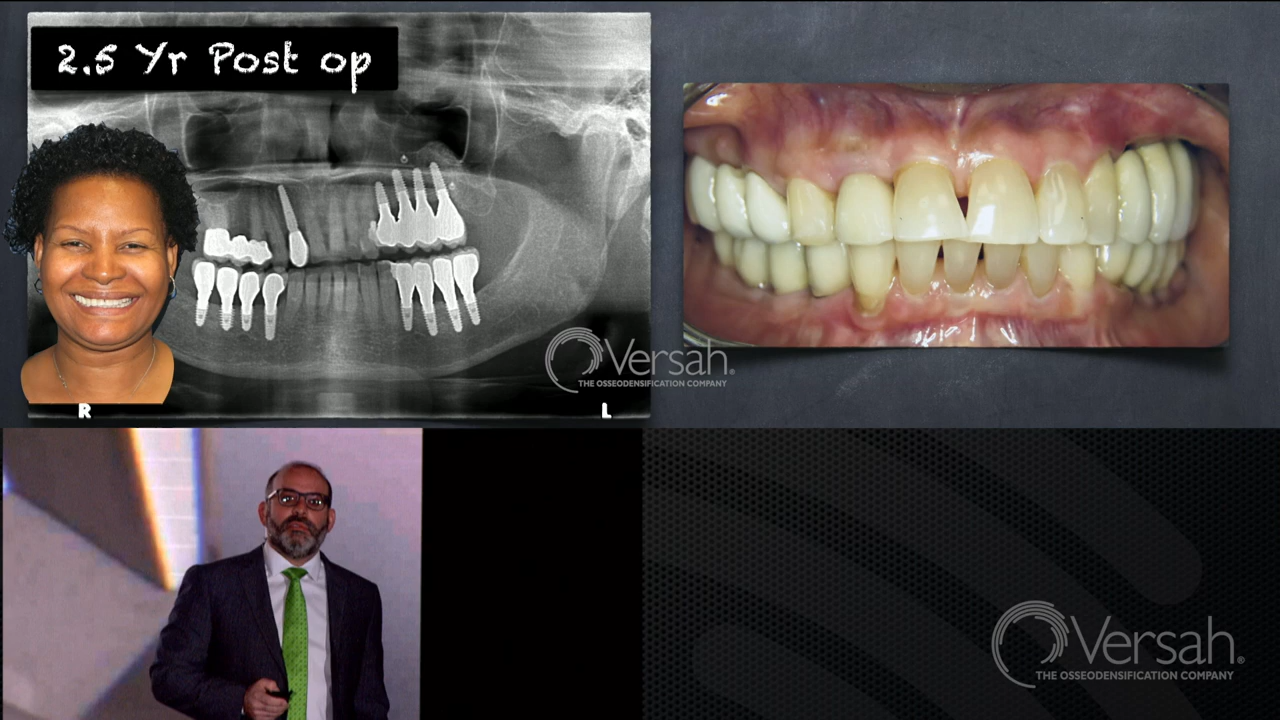 2.5 Yr Post op
Versah®
THE OSSEODENSIFICATION COMPANY
R
L
Versah®
THE OSSEODENSIFICATION COMPANY